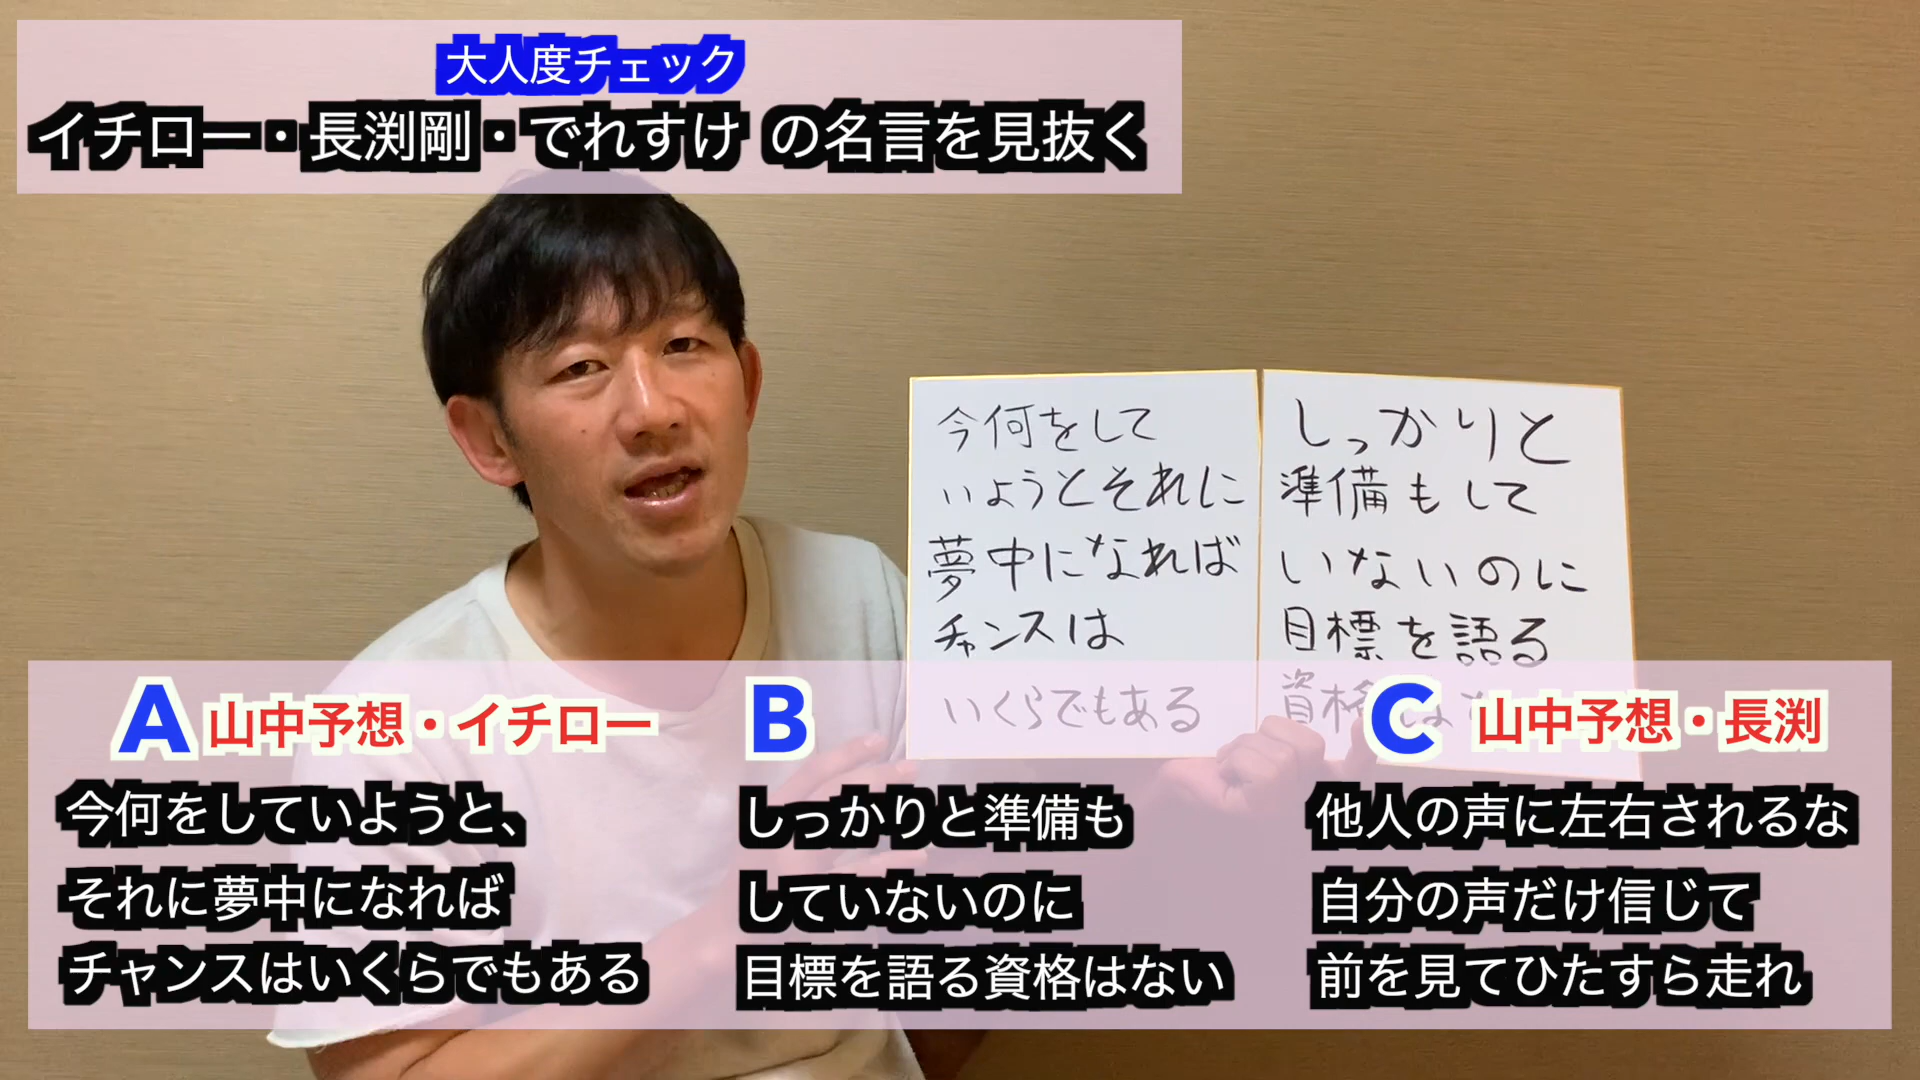 大人度チェック
イチロー・長渕剛・でれすけ の名言を見抜く
今何をして
いようとそれに
夢中になれば
チャンスは
いくらでもある
しっかりと
準備もして
いないのに
目標を語る
資格は
A 山中予想・イチロー
今何をしていようと、
それに夢中になれば
チャンスはいくらでもある
B
しっかりと準備も
していないのに
目標を語る資格はない
C 山中予想・長渕
他人の声に左右されるな
自分の声だけ信じて
前を見てひたすら走れ